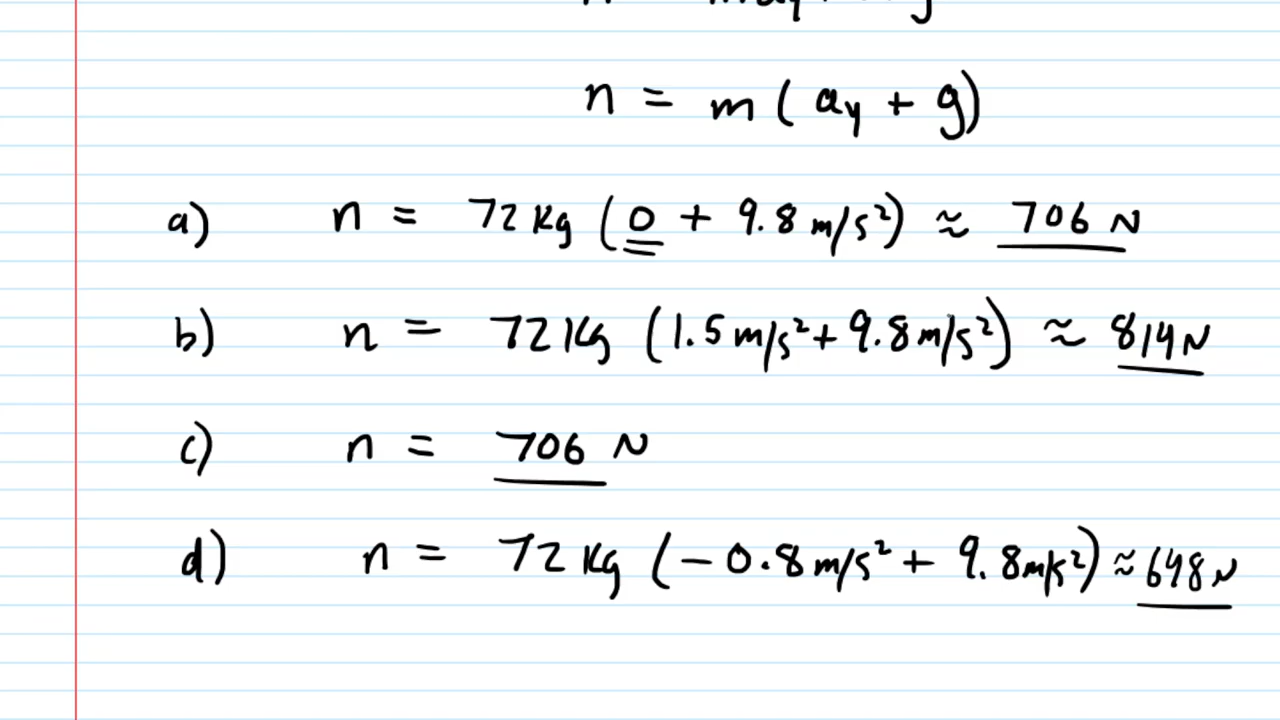 n = m ( ay + g)
a) n = 72 kg ( 0 + 9.8 m/s²) ≈ 706 N
b) n = 72 kg (1.5 m/s² + 9.8 m/s²) ≈ 814 N
c) n = 706 N
d) n = 72 kg ( - 0.8 m/s² + 9.8 m/s²) ≈ 648 N